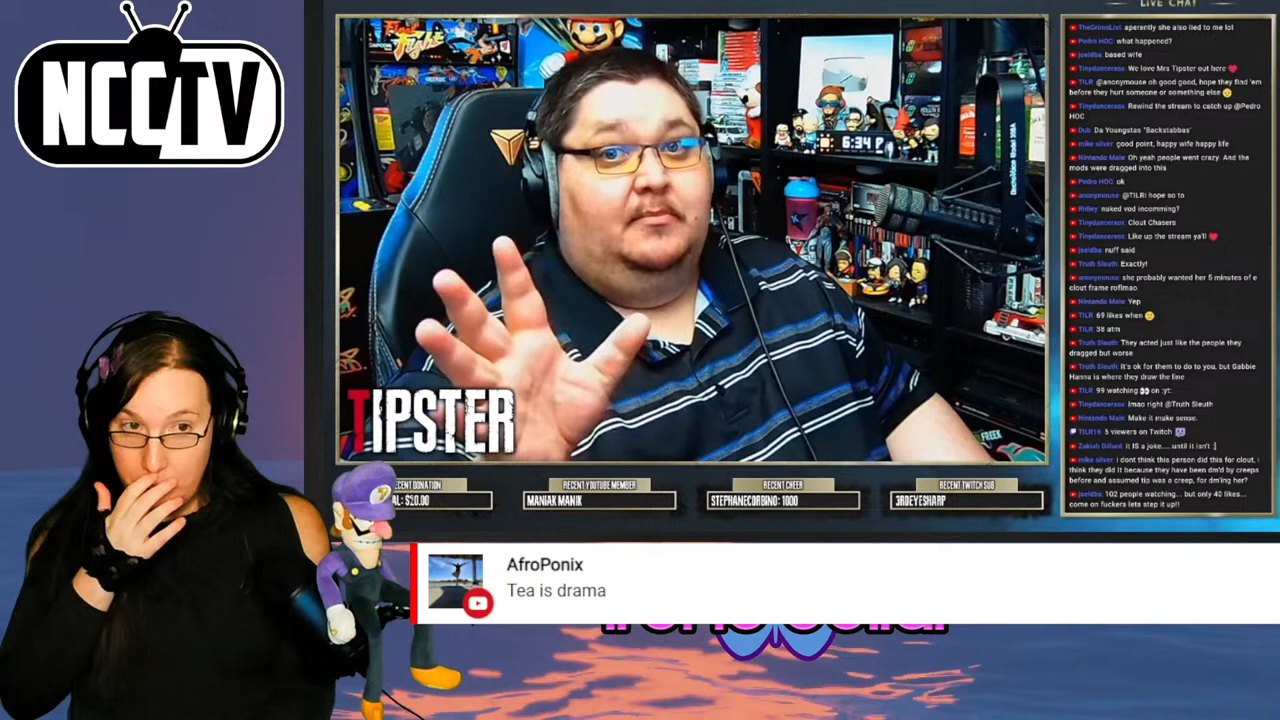 NCCTV
LIVE CHAT
TheGrimsList aperently she also lied to me lol
Pedro HOC what happened?
joeldba based wife
Tinydancerxox We love Mrs Tipster out here ❤
TILR @anonymouse oh good good, hope they find 'em
before they hurt someone or something else
Tinydancerxox Rewind the stream to catch up @Pedro
HOC
Dub Da Youngstas "Backstabbas"
mike silver good point, happy wife happy life
Nintendo Male Oh yeah people went crazy. And the
mods were dragged into this
Pedro HOC ok
anonymouse @TILR i hope so to
Ridley nuked vod incomming?
Tinydancerxox Clout Chasers
Tinydancerxox Like up the stream ya'll ❤
joeldba nuff said
Truth Sleuth Exactly!
anonymouse she probably wanted her 5 minutes of e
clout frame roflmao
Nintendo Male Yep
TILR 69 likes when
TILR 38 atm
Truth Sleuth They acted just like the people they
dragged but worse
Truth Sleuth It's ok for them to do to you, but Gabbie
Hanna is where they draw the line
TILR 99 watching 👀 on :yt:
Tinydancerxox lmao right @Truth Sleuth
Nintendo Male Make it make sense.
TILR16 5 viewers on Twitch
Zakiah Gillard it IS a joke.....until it isn't :]
mike silver i dont think this person did this for clout, i
think they did it because they have been dm'd by creeps
before and assumed tip was a creep, for dm'ing her?
joeldba 102 people watching... but only 40 likes...
come on fuckers lets step it up!!
6:34 P
TIPSTER
RECENT DONATION
AL: $20.00
RECENT YOUTUBE MEMBER
MANIAK MANIK
RECENT CHEER
STEPHANECORBINO: 1000
RECENT TWITCH SUB
3RDEYESHARP
AfroPonix
Tea is drama